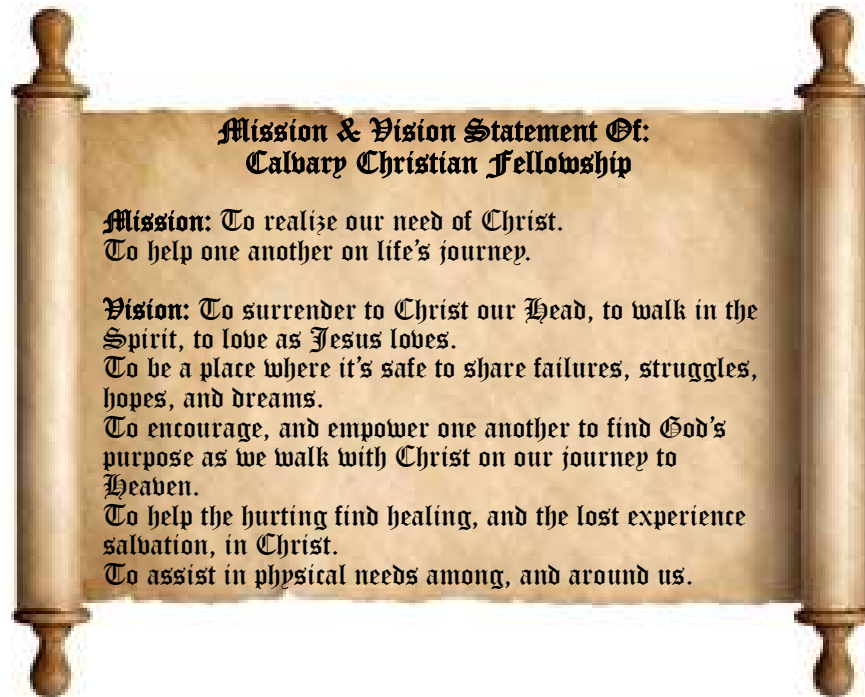 Mission & Vision Statement Of:
Calvary Christian Fellowship
Mission: To realize our need of Christ.
To help one another on life's journey.
Vision: To surrender to Christ our Head, to walk in the
Spirit, to love as Jesus loves.
To be a place where it's safe to share failures, struggles,
hopes, and dreams.
To encourage, and empower one another to find God's
purpose as we walk with Christ on our journey to
Heaven.
To help the hurting find healing, and the lost experience
salvation, in Christ.
To assist in physical needs among, and around us.